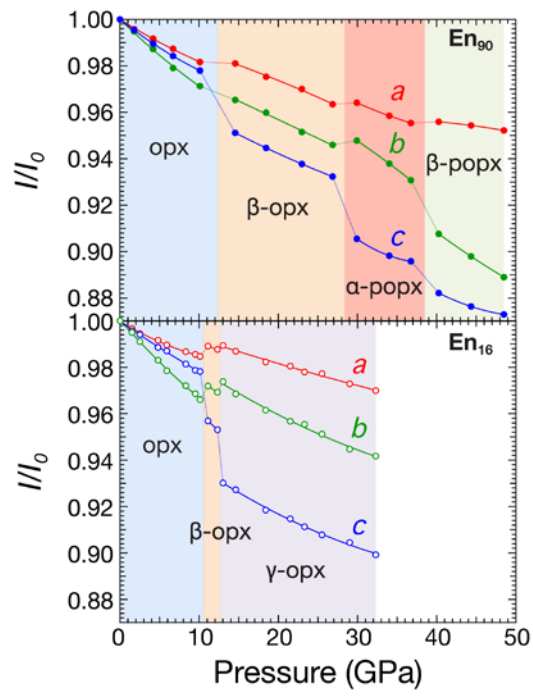 1.00
En90
0.98
a
0.96
b
opx
β-popx
0.94
I/I0
β-opx
0.92
c
0.90
α-popx
0.88
1.00
En16
0.98
a
0.96
b
opx
0.94
I/I0
0.92
c
β-opx
0.90
γ-opx
0.88
0 10 20 30 40 50
Pressure (GPa)